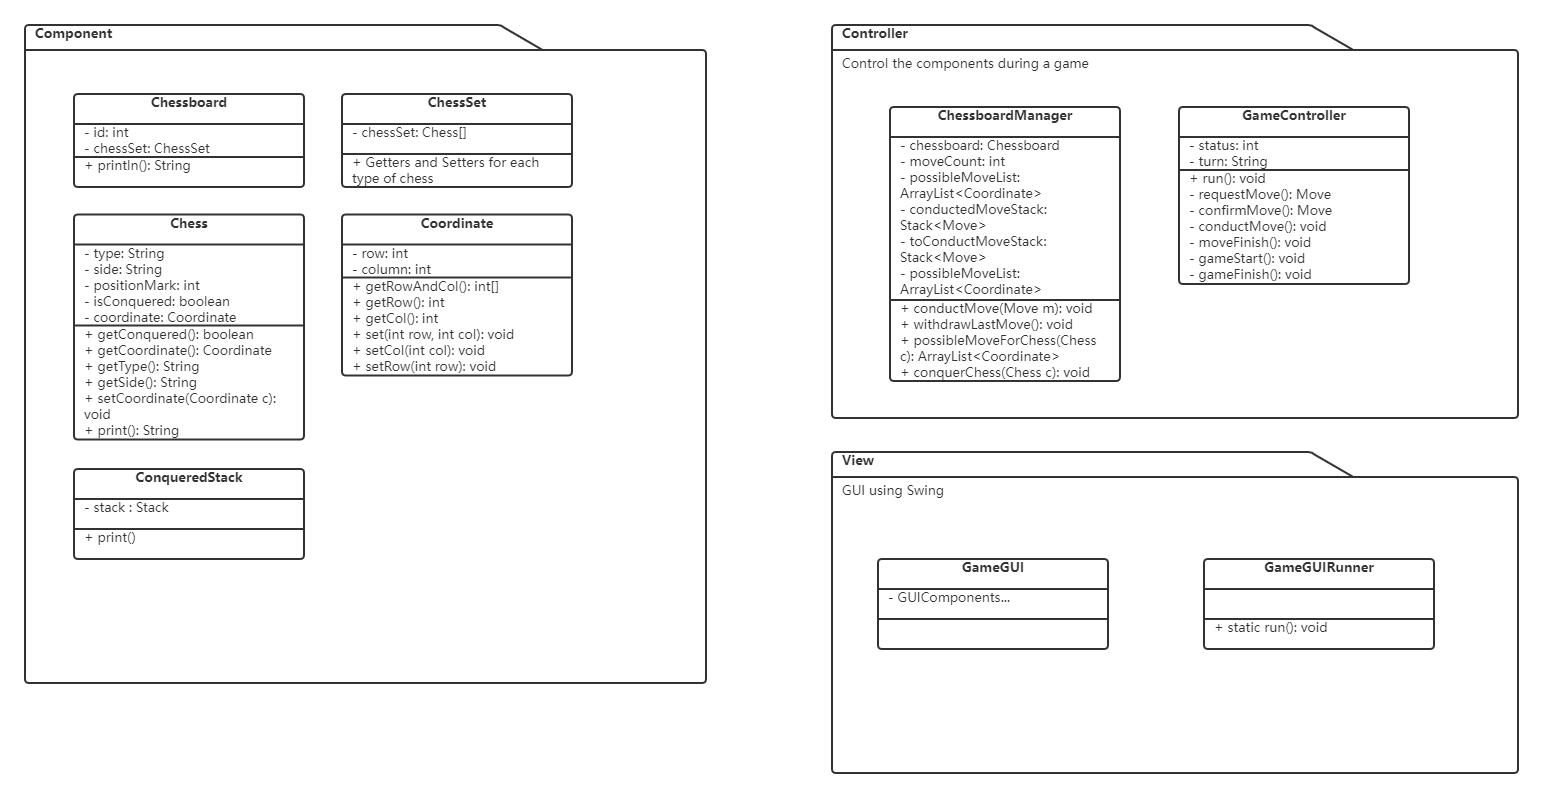 Component
Chessboard
- id: int
- chessSet: ChessSet
+ println(): String
ChessSet
- chessSet: Chess[]
+ Getters and Setters for each
type of chess
Chess
- type: String
- side: String
- positionMark: int
- isConquered: boolean
- coordinate: Coordinate
+ getConquered(): boolean
+ getCoordinate(): Coordinate
+ getType(): String
+ getSide(): String
+ setCoordinate(Coordinate c):
void
+ print(): String
Coordinate
- row: int
- column: int
+ getRowAndCol(): int[]
+ getRow(): int
+ getCol(): int
+ set(int row, int col): void
+ setCol(int col): void
+ setRow(int row): void
ConqueredStack
- stack : Stack
+ print()
Controller
Control the components during a game
ChessboardManager
- chessboard: Chessboard
- moveCount: int
- possibleMoveList:
ArrayList<Coordinate>
- conductedMoveStack:
Stack<Move>
- toConductMoveStack:
Stack<Move>
- possibleMoveList:
ArrayList<Coordinate>
+ conductMove(Move m): void
+ withdrawLastMove(): void
+ possibleMoveForChess(Chess
c): ArrayList<Coordinate>
+ conquerChess(Chess c): void
GameController
- status: int
- turn: String
+ run(): void
- requestMove(): Move
- confirmMove(): Move
- conductMove(): void
- moveFinish(): void
- gameStart(): void
- gameFinish(): void
View
GUI using Swing
GameGUI
- GUIComponents...
GameGUIRunner
+ static run(): void